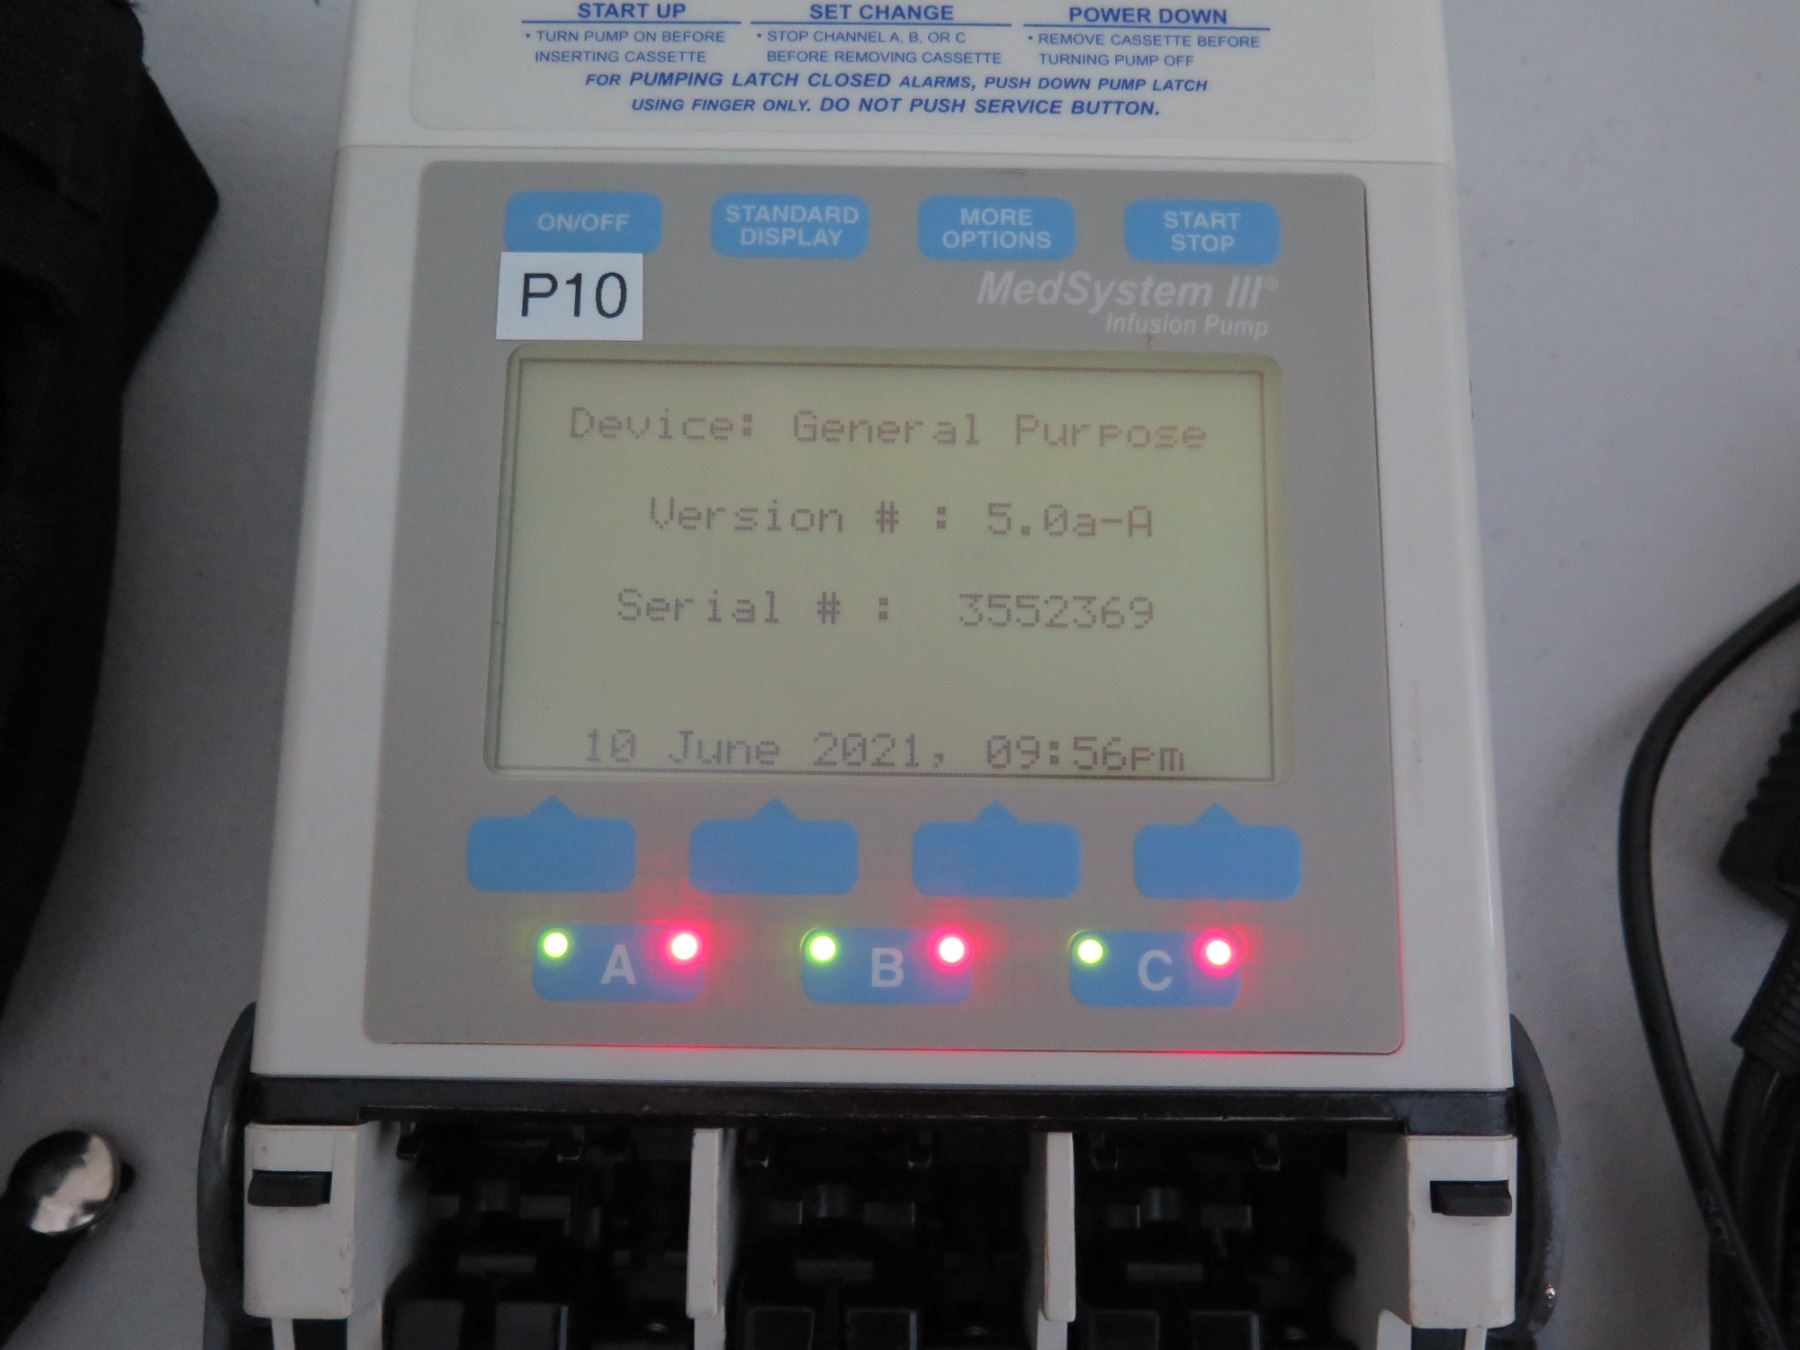 START UP
• TURN PUMP ON BEFORE
INSERTING CASSETTE
SET CHANGE
• STOP CHANNEL A, B, OR C
BEFORE REMOVING CASSETTE
POWER DOWN
• REMOVE CASSETTE BEFORE
TURNING PUMP OFF
FOR PUMPING LATCH CLOSED ALARMS, PUSH DOWN PUMP LATCH
USING FINGER ONLY. DO NOT PUSH SERVICE BUTTON.
ON/OFF
STANDARD
DISPLAY
MORE
OPTIONS
START
STOP
P10
MedSystem III®
Infusion Pump
Device: General Purpose
Version # : 5.0a-A
Serial # : 3552369
10 June 2021, 09:56pm
A
B
C